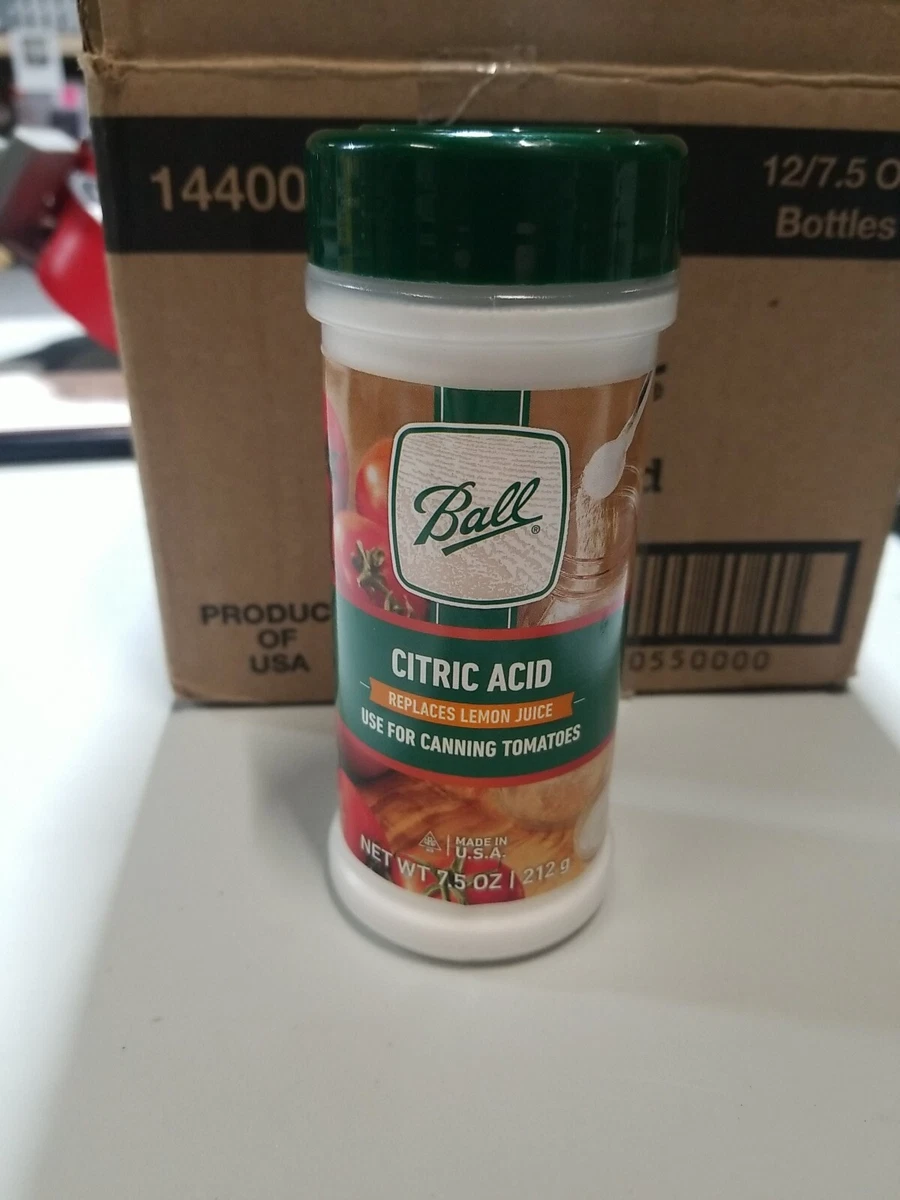 14400
12/7.5 O
Bottles
Ball®
CITRIC ACID
REPLACES LEMON JUICE
USE FOR CANNING TOMATOES
MADE IN
U.S.A.
NET WT 7.5 OZ | 212 g
PRODUC
OF
USA
d
0550000